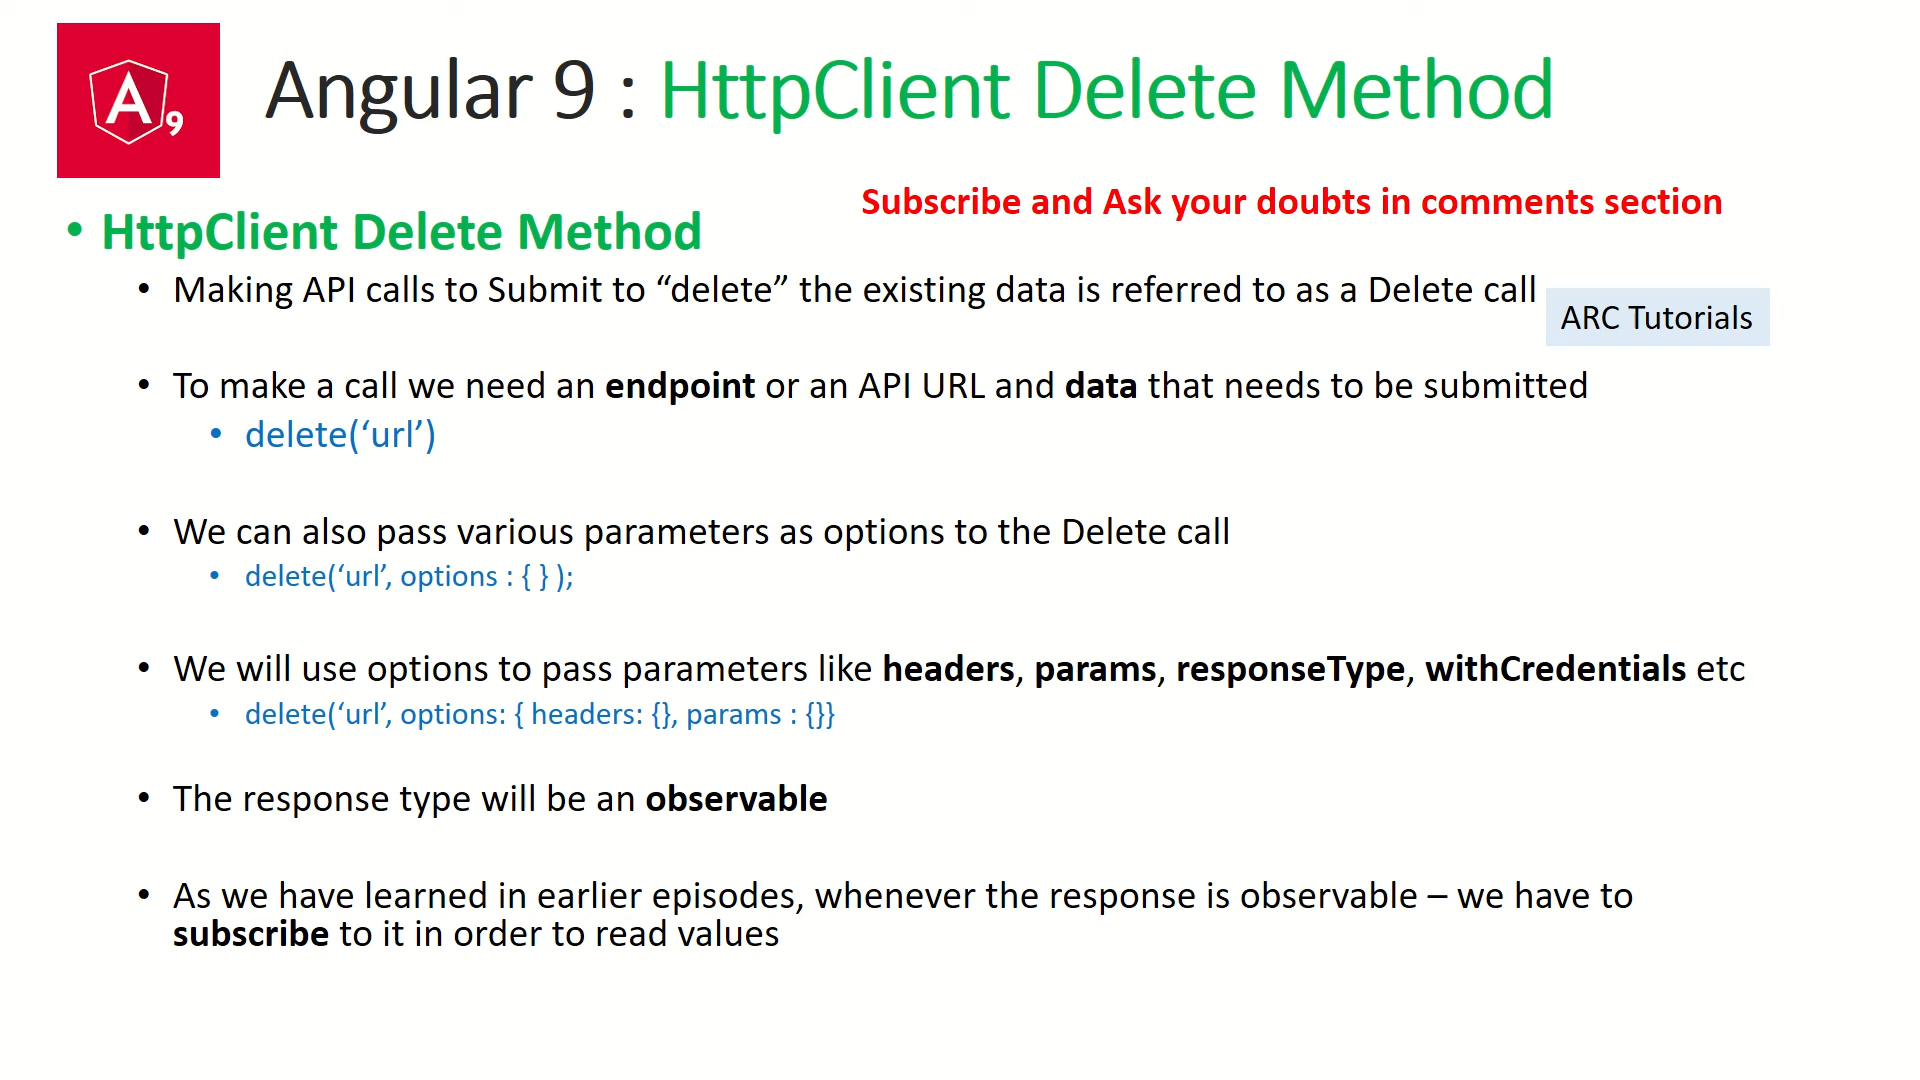 A9
Angular 9 : HttpClient Delete Method
Subscribe and Ask your doubts in comments section
• HttpClient Delete Method
• Making API calls to Submit to “delete” the existing data is referred to as a Delete call
ARC Tutorials
• To make a call we need an endpoint or an API URL and data that needs to be submitted
• delete(‘url’)
• We can also pass various parameters as options to the Delete call
• delete(‘url’, options : { } );
• We will use options to pass parameters like headers, params, responseType, withCredentials etc
• delete(‘url’, options: { headers: {}, params : {}}
• The response type will be an observable
• As we have learned in earlier episodes, whenever the response is observable – we have to
subscribe to it in order to read values